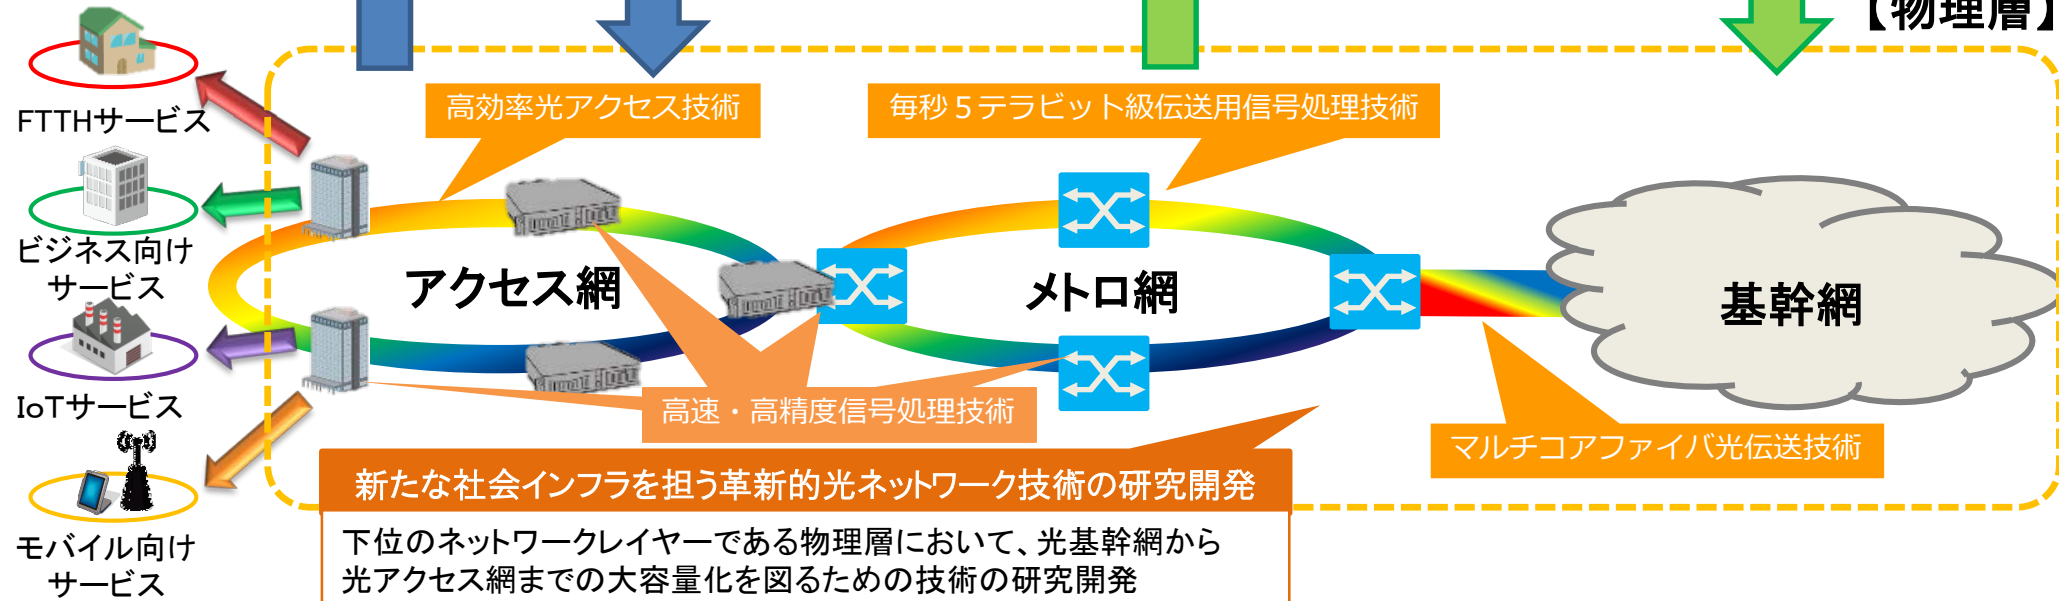 【物理層】
FTTHサービス
高効率光アクセス技術
毎秒５テラビット級伝送用信号処理技術
ビジネス向け
サービス
アクセス網
メトロ網
基幹網
IoTサービス
高速・高精度信号処理技術
マルチコアファイバ光伝送技術
新たな社会インフラを担う革新的光ネットワーク技術の研究開発
下位のネットワークレイヤーである物理層において、光基幹網から
光アクセス網までの大容量化を図るための技術の研究開発
モバイル向け
サービス